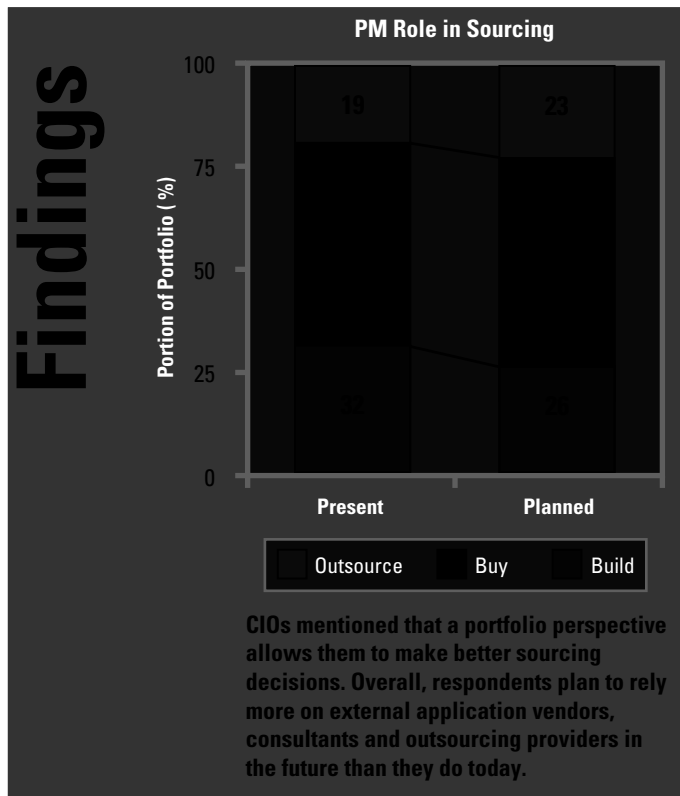 Findings
PM Role in Sourcing
Portion of Portfolio ( %)
100
75
50
25
0
19
23
32
26
Present
Planned
Outsource
Buy
Build
CIOs mentioned that a portfolio perspective
allows them to make better sourcing
decisions. Overall, respondents plan to rely
more on external application vendors,
consultants and outsourcing providers in
the future than they do today.